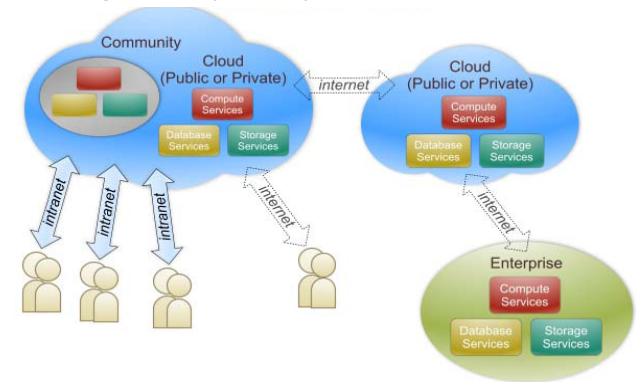 Community
Cloud
(Public or Private)
Compute
Services
Database
Services
Storage
Services
internet
Cloud
(Public or Private)
Compute
Services
Database
Services
Storage
Services
intranet
intranet
intranet
internet
internet
Enterprise
Compute
Services
Database
Services
Storage
Services